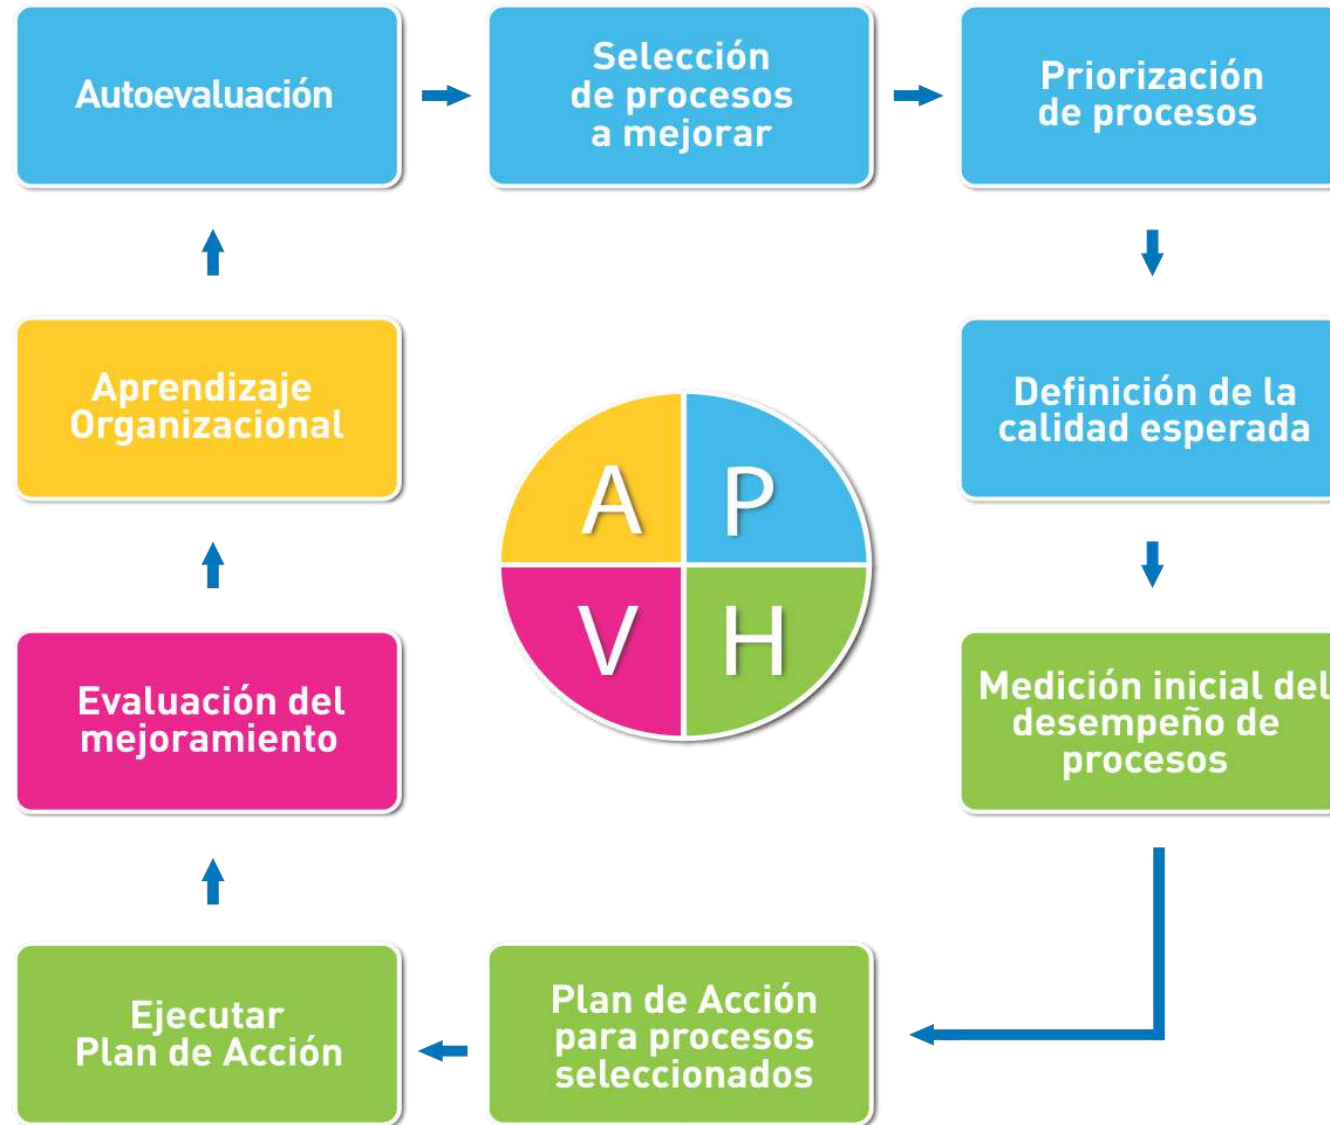 Autoevaluación
Selección
de procesos
a mejorar
Priorización
de procesos
Aprendizaje
Organizacional
A
P
V
H
Definición de la
calidad esperada
Evaluación del
mejoramiento
Medición inicial del
desempeño de
procesos
Ejecutar
Plan de Acción
Plan de Acción
para procesos
seleccionados